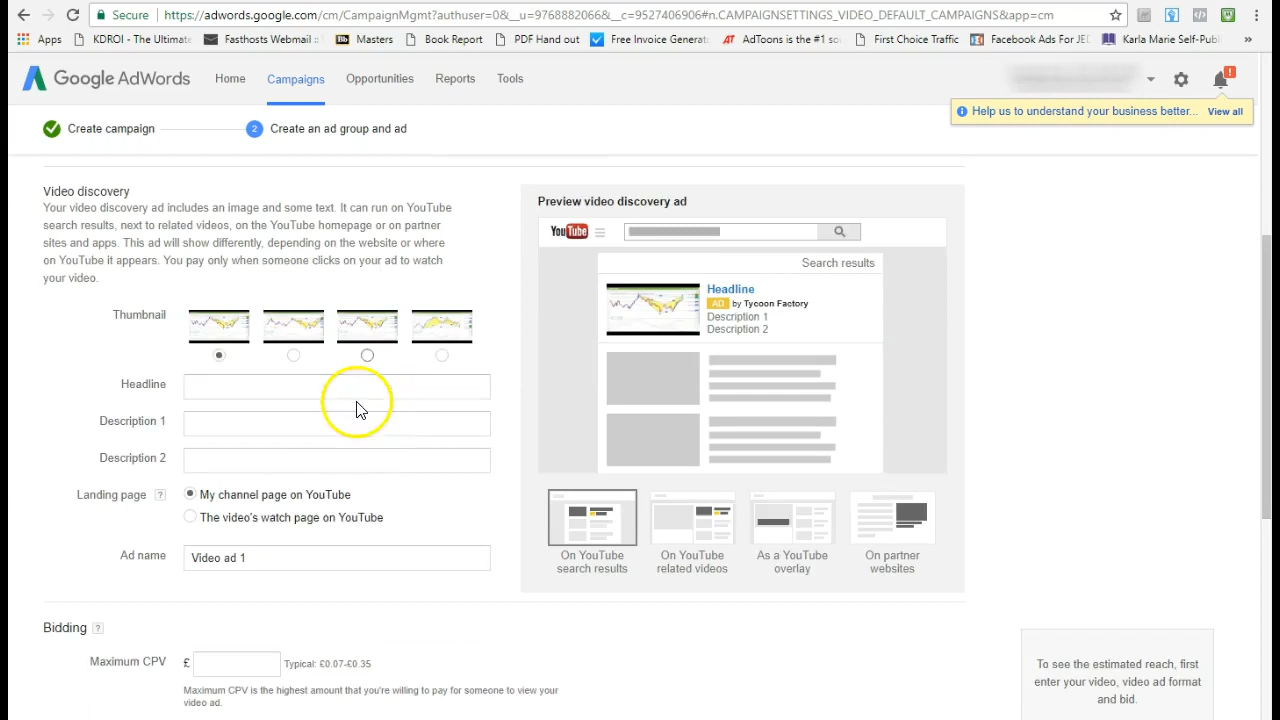 Secure
https://adwords.google.com/cm/CampaignMgmt?authuser=0&__u=9768882066&__c=9527406906#n.CAMPAIGNSETTINGS_VIDEO_DEFAULT_CAMPAIGNS&app=cm
Apps KDROI - The Ultimate Fasthosts Webmail :: Masters Book Report PDF Hand out Free Invoice Generat AdToons is the #1 so First Choice Traffic Facebook Ads For JED Karla Marie Self-Publ »
Google AdWords Home Campaigns Opportunities Reports Tools
Help us to understand your business better... View all
Create campaign 2 Create an ad group and ad
Video discovery
Your video discovery ad includes an image and some text. It can run on YouTube
search results, next to related videos, on the YouTube homepage or on partner
sites and apps. This ad will show differently, depending on the website or where
on YouTube it appears. You pay only when someone clicks on your ad to watch
your video.
Thumbnail
Headline
Description 1
Description 2
Landing page ? My channel page on YouTube
The video's watch page on YouTube
Ad name Video ad 1
Preview video discovery ad
YouTube
Search results
Headline
AD by Tycoon Factory
Description 1
Description 2
On YouTube
search results
On YouTube
related videos
As a YouTube
overlay
On partner
websites
Bidding ?
Maximum CPV £ Typical: £0.07-£0.35
Maximum CPV is the highest amount that you're willing to pay for someone to view your
video ad.
To see the estimated reach, first
enter your video, video ad format
and bid.